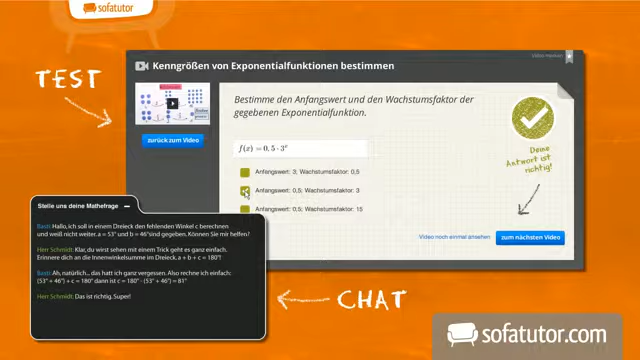 sofatutor
Kenngrößen von Exponentialfunktionen bestimmen
Video merken
TEST
Bestimme den Anfangswert und den Wachstumsfaktor der
gegebenen Exponentialfunktion.
f(x) = 0,5 · 3ˣ
zurück zum Video
Anfangswert: 3; Wachstumsfaktor: 0,5
Anfangswert: 0,5; Wachstumsfaktor: 3
Anfangswert: 0,5; Wachstumsfaktor: 15
Deine
Antwort ist
richtig!
Video noch einmal ansehen
zum nächsten Video
Stelle uns deine Mathefrage
Basti: Hallo, ich soll in einem Dreieck den fehlenden Winkel c berechnen
und weiß nicht weiter. a = 53° und b = 46° sind gegeben. Können Sie mir helfen?
Herr Schmidt: Klar, du wirst sehen mit einem Trick geht es ganz einfach.
Erinnere dich an die Innenwinkelsumme im Dreieck, a + b + c = 180°!
Basti: Ah, natürlich... das hatt ich ganz vergessen. Also rechne ich einfach:
(53° + 46°) + c = 180° dann ist c = 180° - (53° + 46°) = 81°
Herr Schmidt: Das ist richtig. Super!
CHAT
sofatutor.com